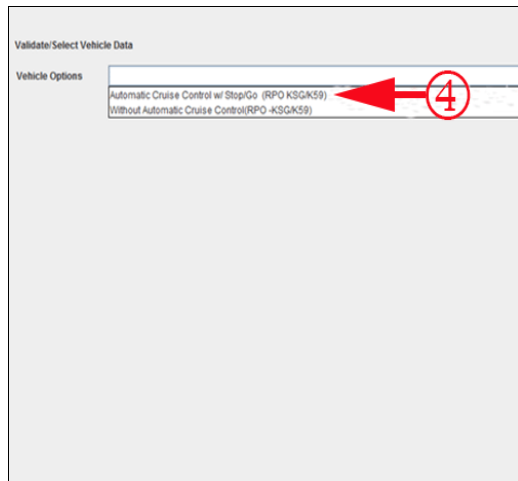 Validate/Select Vehicle Data
Vehicle Options
Automatic Cruise Control w/ Stop/Go (RPO KSG/K59)
4
Without Automatic Cruise Control(RPO -KSG/K59)